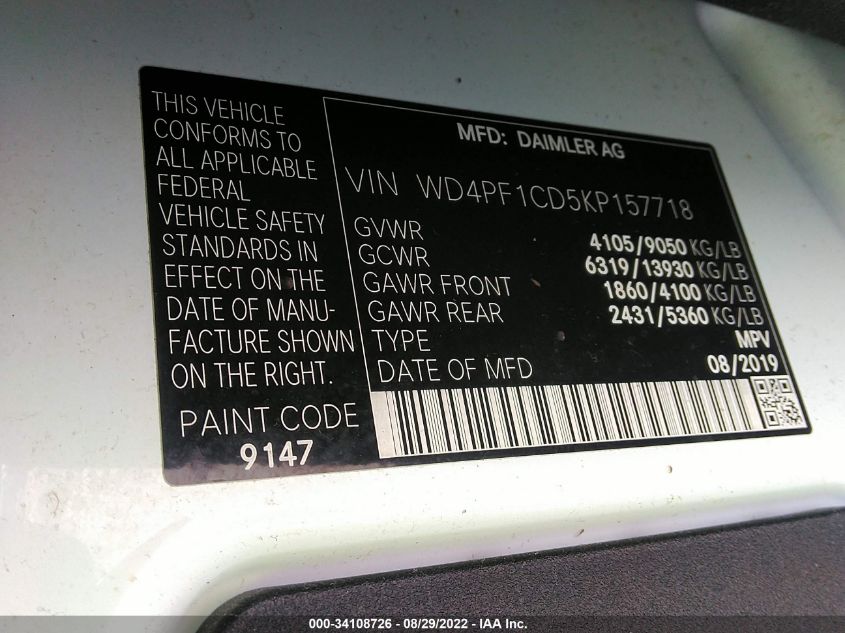 THIS VEHICLE
CONFORMS TO
ALL APPLICABLE
FEDERAL
VEHICLE SAFETY
STANDARDS IN
EFFECT ON THE
DATE OF MANU-
FACTURE SHOWN
ON THE RIGHT.
PAINT CODE
9147
MFD: DAIMLER AG
VIN WD4PF1CD5KP157718
GVWR 4105/9050 KG/LB
GCWR 6319/13930 KG/LB
GAWR FRONT 1860/4100 KG/LB
GAWR REAR 2431/5360 KG/LB
TYPE MPV
DATE OF MFD 08/2019
000-34108726 - 08/29/2022 - IAA Inc.